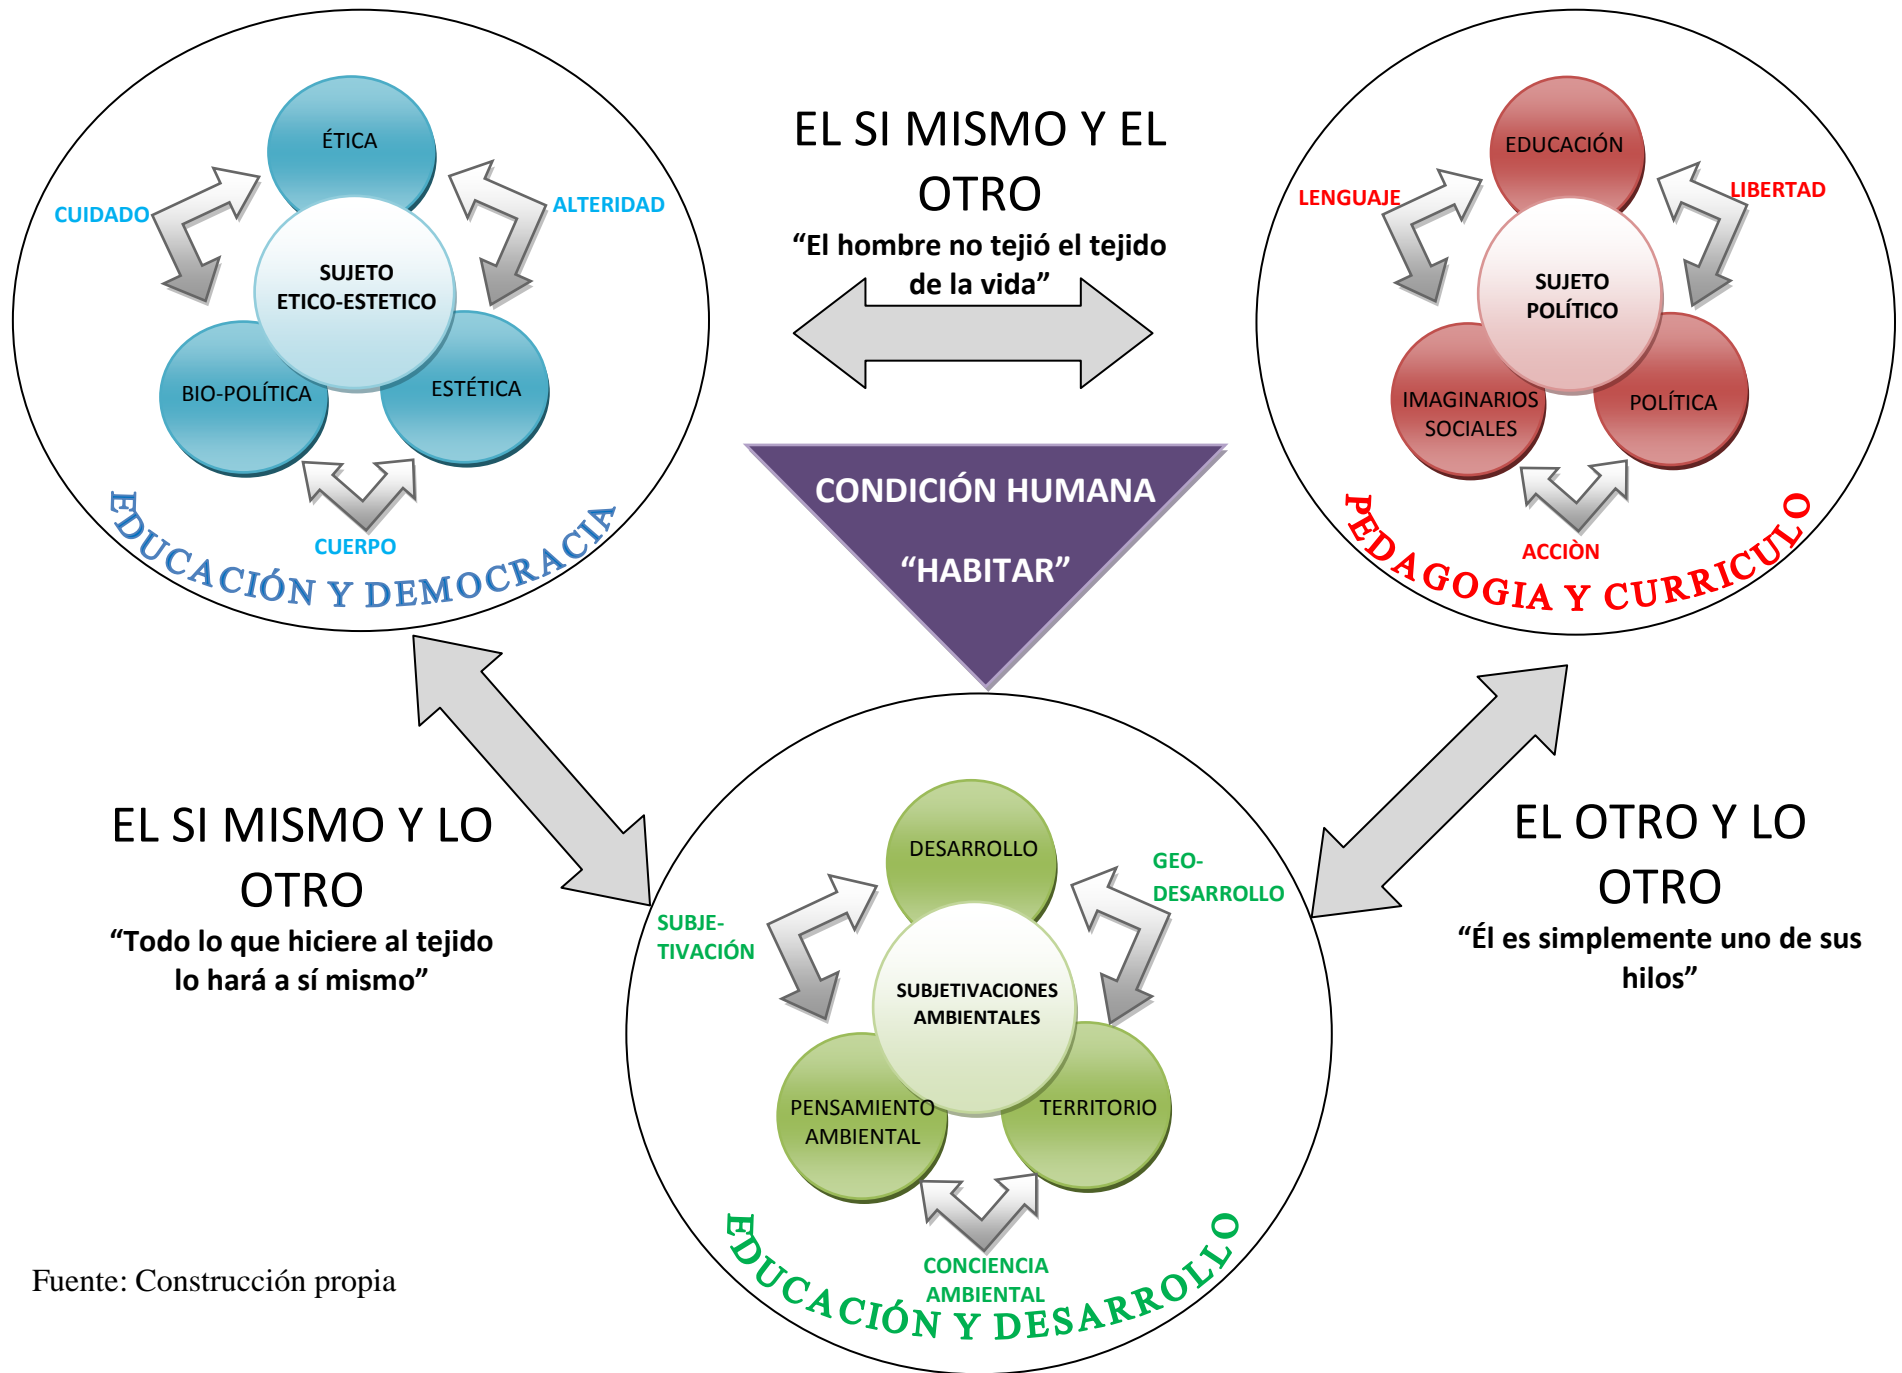 ÉTICA
CUIDADO
ALTERIDAD
SUJETO
ETICO-ESTETICO
BIO-POLÍTICA
ESTÉTICA
CUERPO
EDUCACIÓN Y DEMOCRACIA
EL SI MISMO Y EL
OTRO
“El hombre no tejió el tejido
de la vida”
EDUCACIÓN
LENGUAJE
LIBERTAD
SUJETO
POLÍTICO
IMAGINARIOS
SOCIALES
POLÍTICA
ACCIÒN
PEDAGOGIA Y CURRICULO
CONDICIÓN HUMANA
“HABITAR”
EL SI MISMO Y LO
OTRO
“Todo lo que hiciere al tejido
lo hará a sí mismo”
DESARROLLO
GEO-
DESARROLLO
SUBJE-
TIVACIÓN
SUBJETIVACIONES
AMBIENTALES
PENSAMIENTO
AMBIENTAL
TERRITORIO
CONCIENCIA
AMBIENTAL
EDUCACIÓN Y DESARROLLO
EL OTRO Y LO
OTRO
“Él es simplemente uno de sus
hilos”
Fuente: Construcción propia